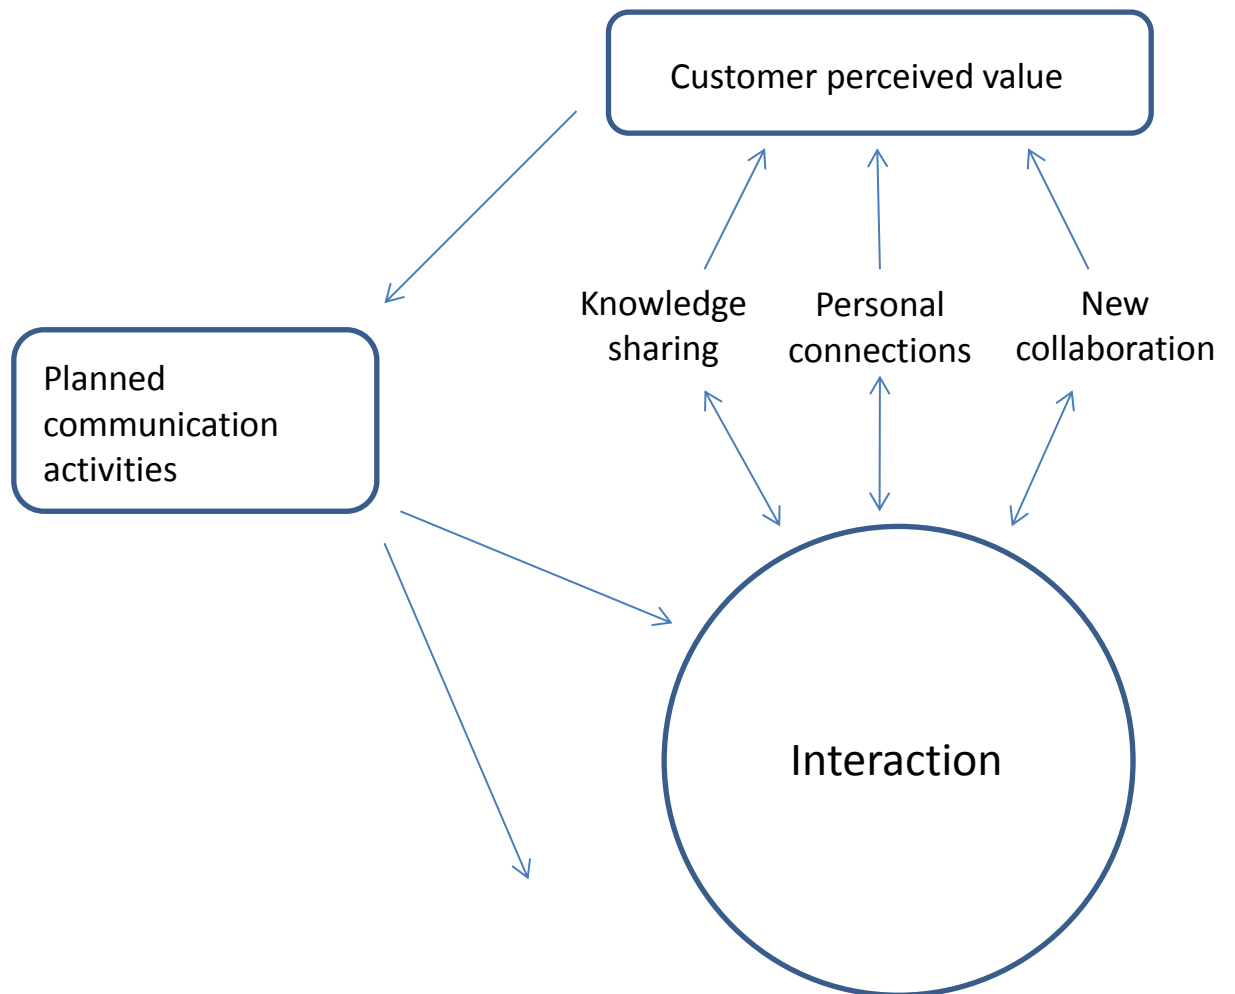 Customer perceived value
Knowledge
sharing
Personal
connections
New
collaboration
Planned
communication
activities
Interaction